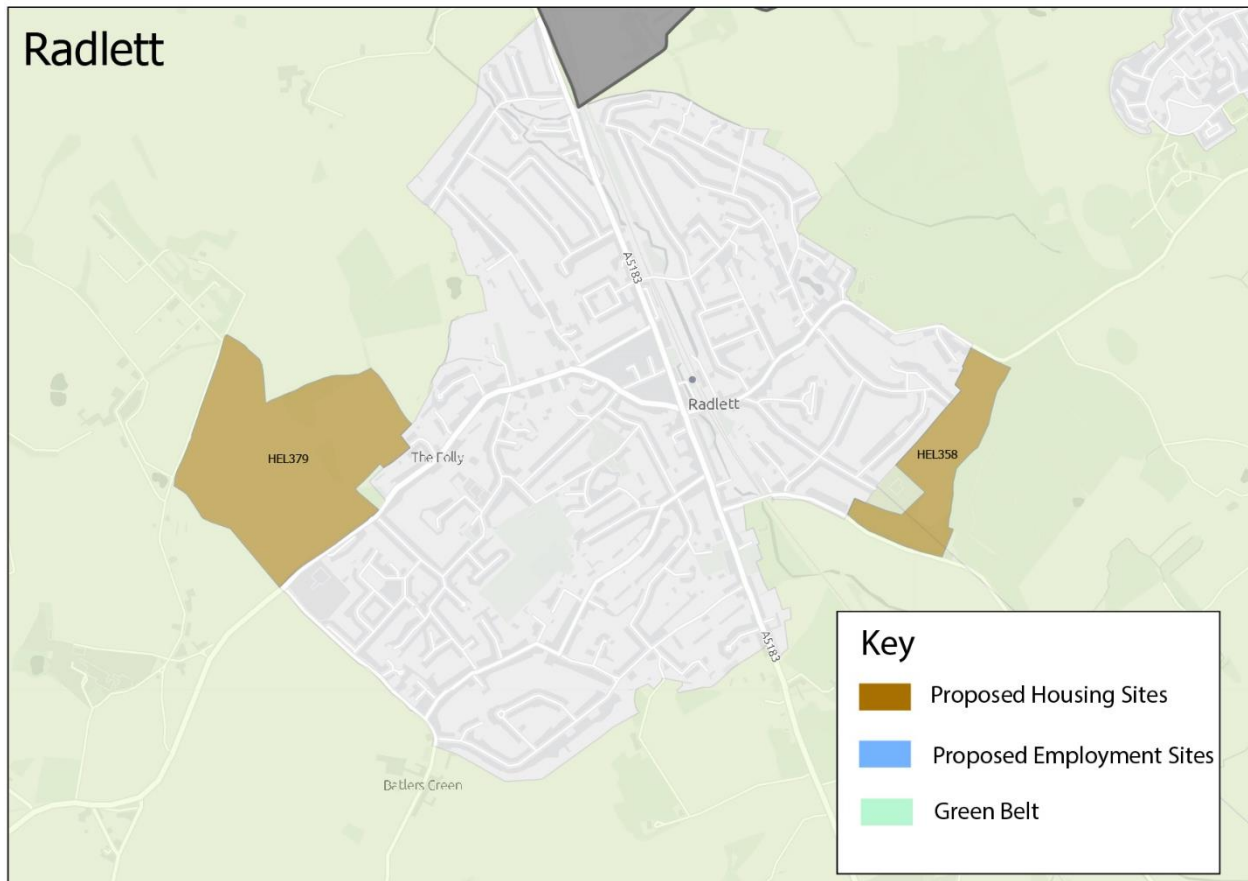 Radlett
A5183
Radlett
HEL379
The Folly
HEL358
A5183
Batlers Green
Key
Proposed Housing Sites
Proposed Employment Sites
Green Belt